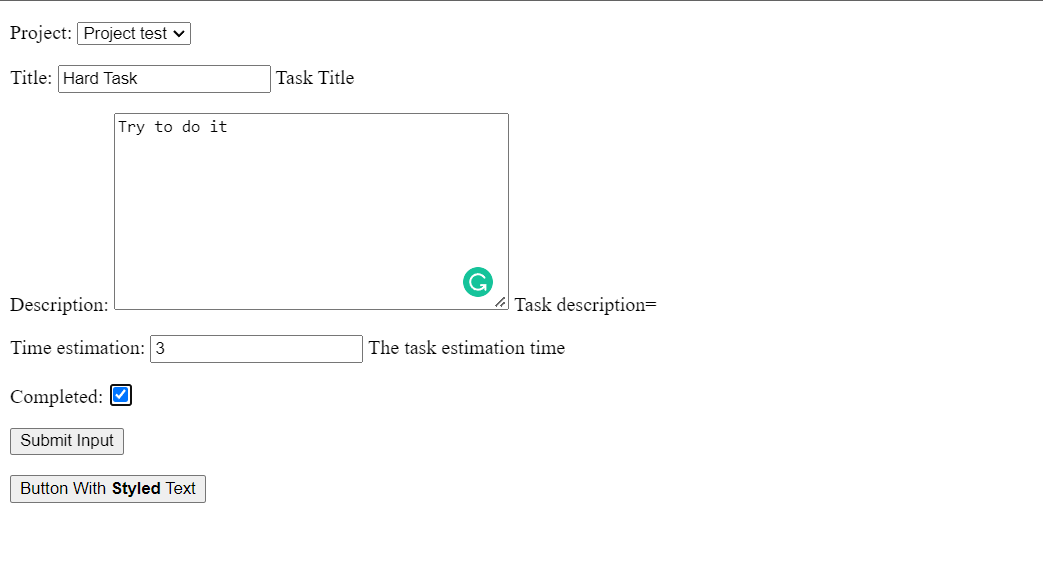 Project: Project test
Title: Hard Task Task Title
Try to do it
Description: Task description=
Time estimation: 3 The task estimation time
Completed:
Submit Input
Button With Styled Text